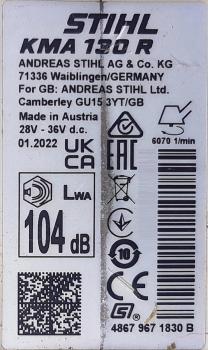 STIHL
KMA 130 R
ANDREAS STIHL AG & Co. KG
71336 Waiblingen/GERMANY
For GB: ANDREAS STIHL Ltd.
Camberley GU15 3YT/GB
Made in Austria
28V - 36V d.c.
01.2022
UK
CA
EAC
6070 1/min
LWA
104 dB
10
CE
G
4867 967 1830 B